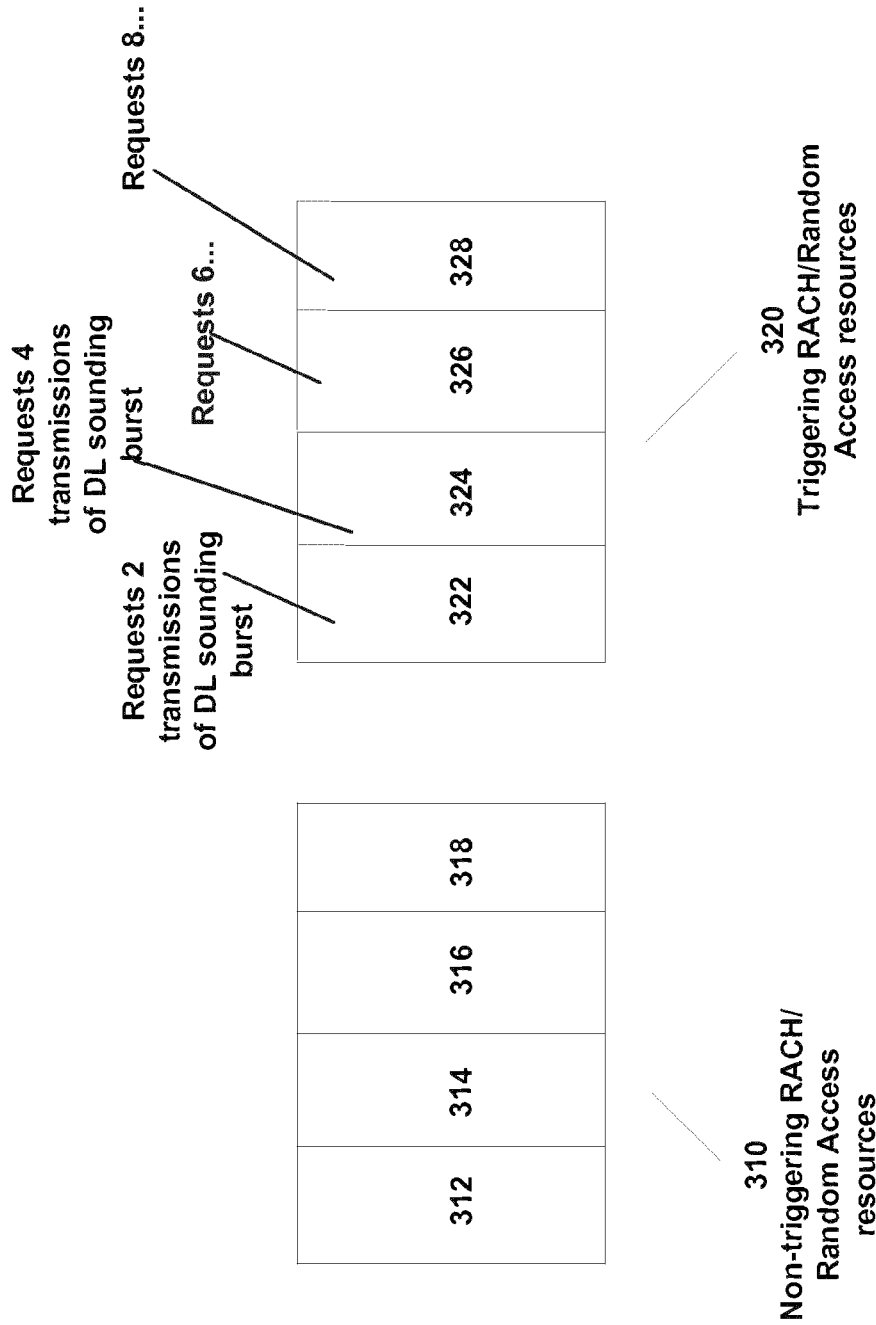 Requests 2
transmissions
of DL sounding
burst
Requests 4
transmissions
of DL sounding
burst
Requests 6...
Requests 8...
312
314
316
318
322
324
326
328
310
Non-triggering RACH/
Random Access
resources
320
Triggering RACH/Random
Access resources